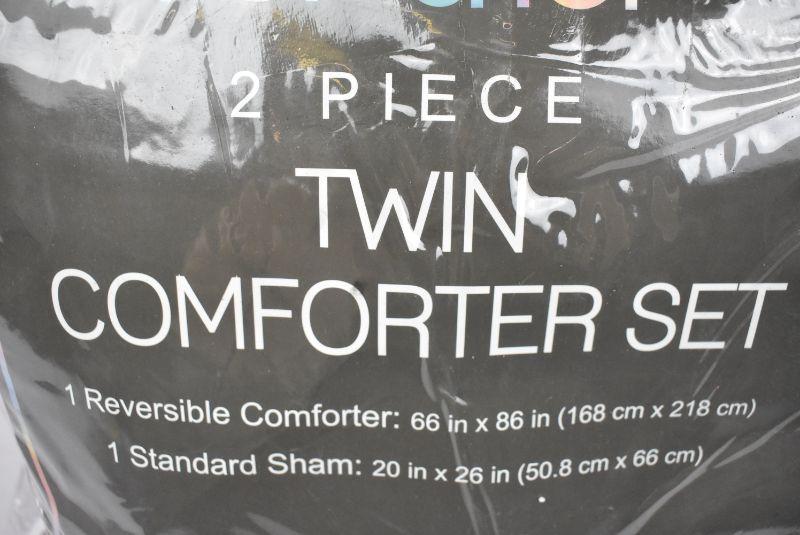 2 PIECE
TWIN
COMFORTER SET
1 Reversible Comforter: 66 in x 86 in (168 cm x 218 cm)
1 Standard Sham: 20 in x 26 in (50.8 cm x 66 cm)